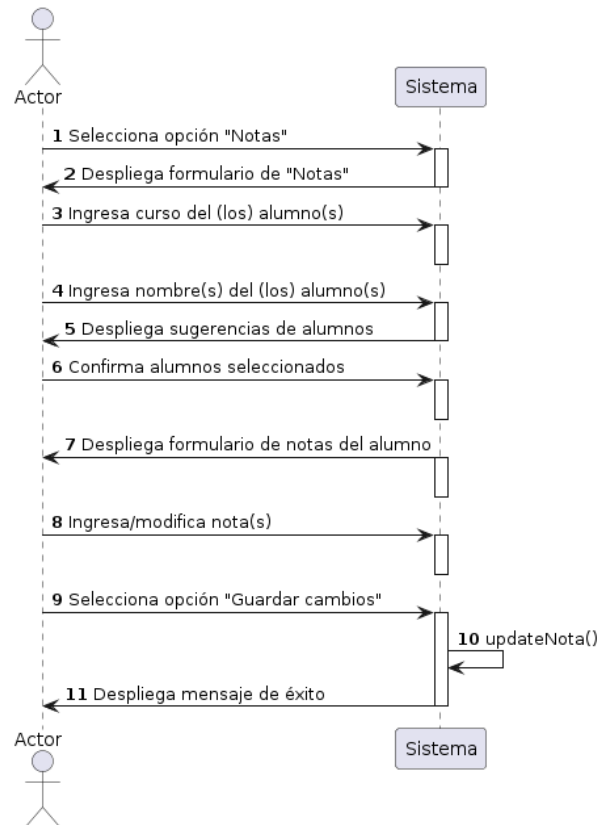 Actor
Sistema
1 Selecciona opción "Notas"
2 Despliega formulario de "Notas"
3 Ingresa curso del (los) alumno(s)
4 Ingresa nombre(s) del (los) alumno(s)
5 Despliega sugerencias de alumnos
6 Confirma alumnos seleccionados
7 Despliega formulario de notas del alumno
8 Ingresa/modifica nota(s)
9 Selecciona opción "Guardar cambios"
10 updateNota()
11 Despliega mensaje de éxito
Actor
Sistema